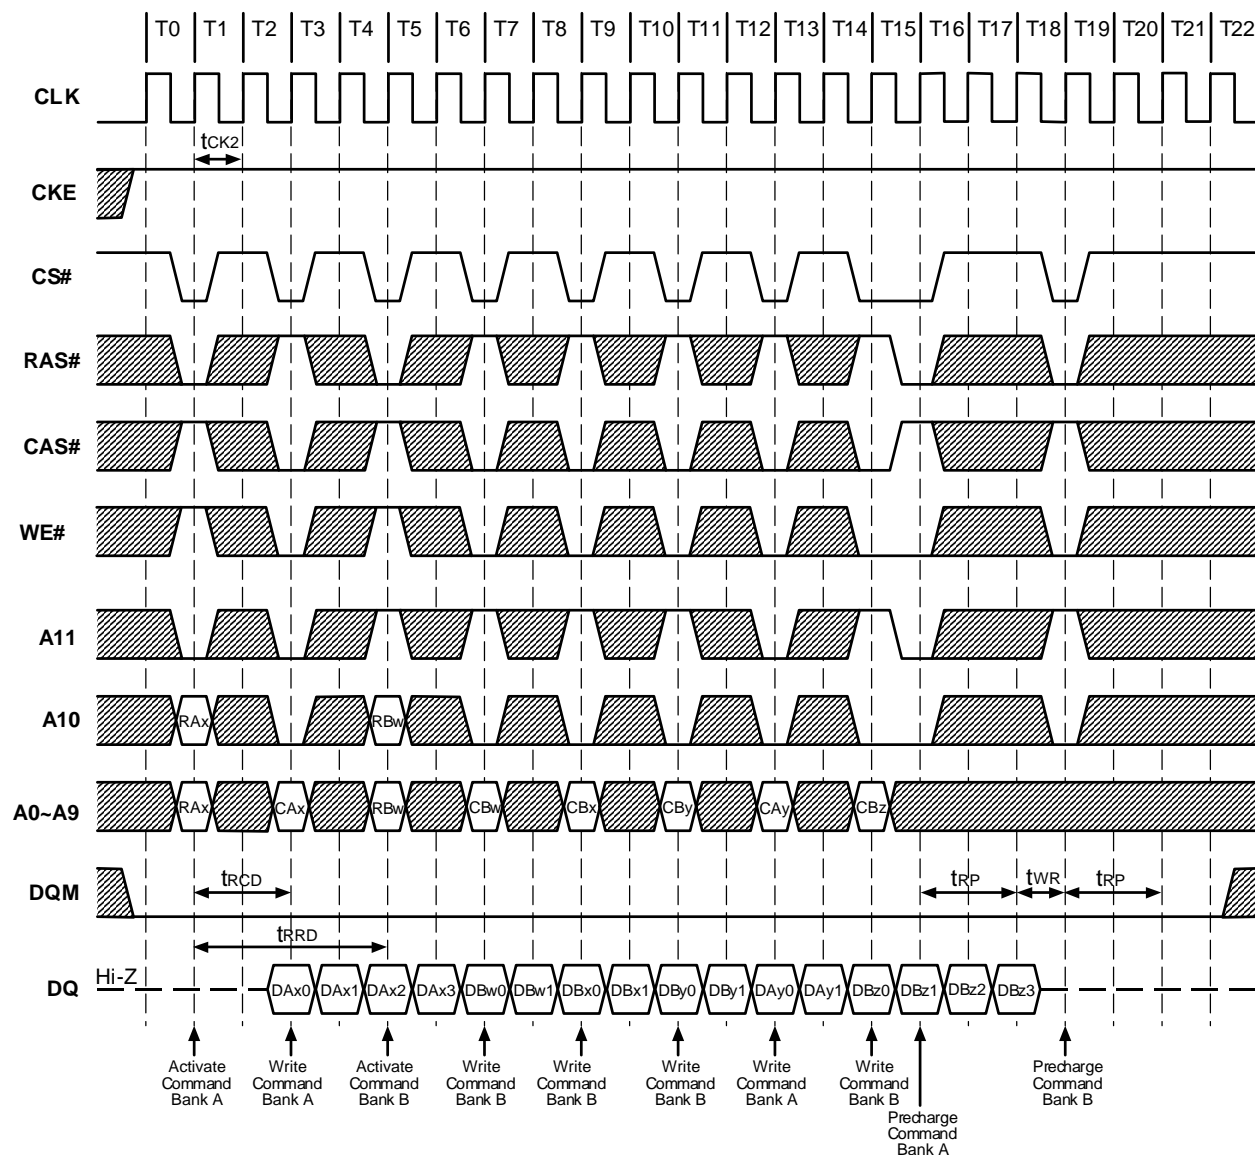 T0 T1 T2 T3 T4 T5 T6 T7 T8 T9 T10 T11 T12 T13 T14 T15 T16 T17 T18 T19 T20 T21 T22
CLK
tCK2
CKE
CS#
RAS#
CAS#
WE#
A11
A10 RAx RBw
A0~A9 RAx CAx RBw CBw CBx CBy CAy CBz
DQM tRCD tRP tWR tRP
tRRD
DQ Hi-Z DAx0 DAx1 DAx2 DAx3 DBw0 DBw1 DBx0 DBx1 DBy0 DBy1 DAy0 DAy1 DBz0 DBz1 DBz2 DBz3
Activate
Command
Bank A
Write
Command
Bank A
Activate
Command
Bank B
Write
Command
Bank B
Write
Command
Bank B
Write
Command
Bank B
Write
Command
Bank A
Write
Command
Bank B
Precharge
Command
Bank A
Precharge
Command
Bank B